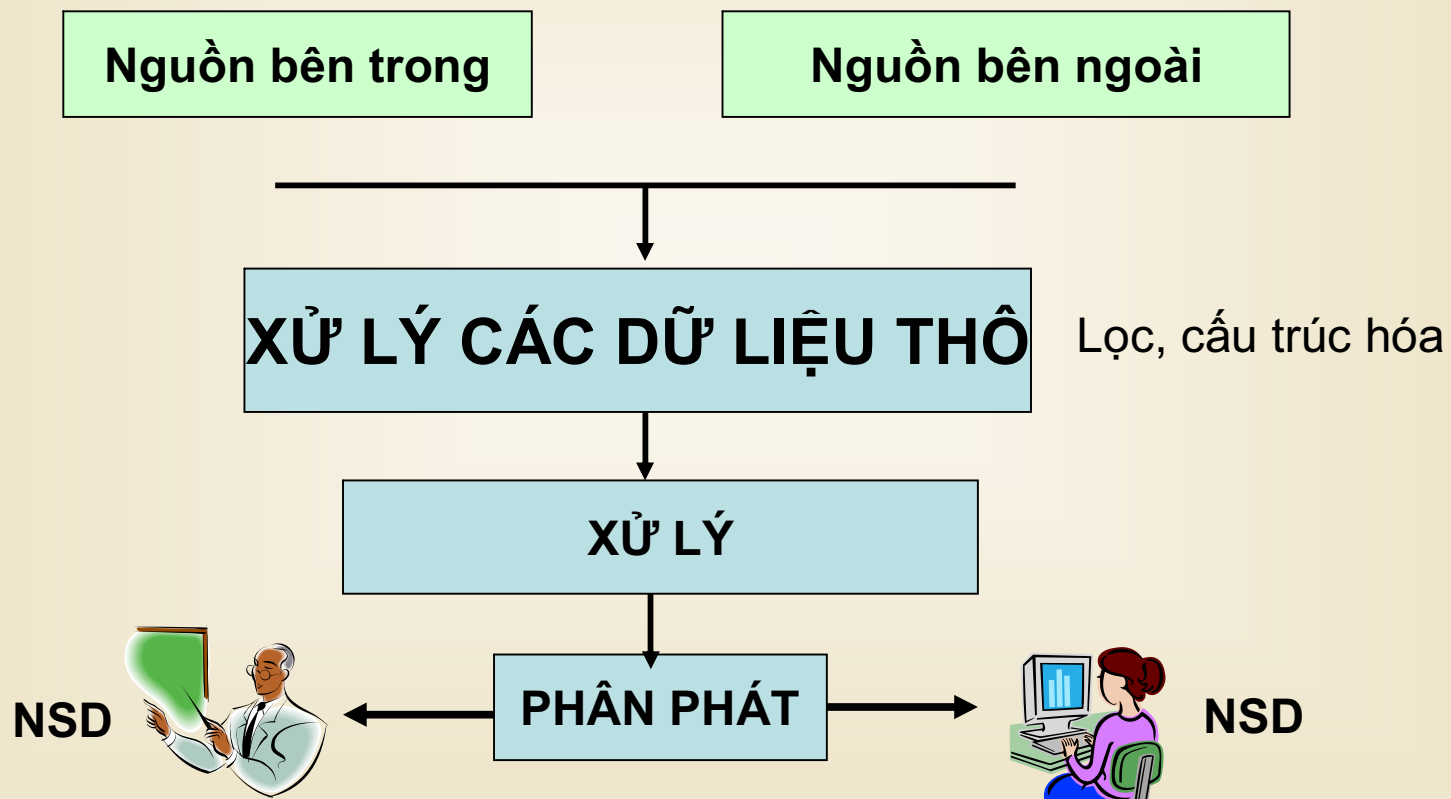 Nguồn bên trong
Nguồn bên ngoài
XỬ LÝ CÁC DỮ LIỆU THÔ
Lọc, cấu trúc hóa
XỬ LÝ
NSD
PHÂN PHÁT
NSD